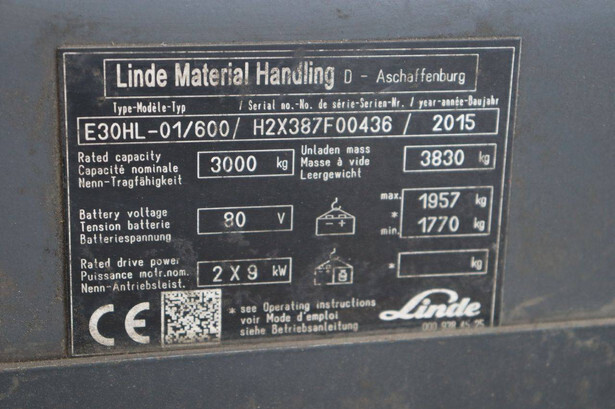 Linde Material Handling D - Aschaffenburg
Type-Modèle-Typ / Serial no.-No. de série-Serien-Nr. / year-année-Baujahr
E30HL-01/600/ H2X387F00436 / 2015
Rated capacity
Capacité nominale
Nenn-Tragfähigkeit
3000 kg
Unladen mass
Masse à vide
Leergewicht
3830 kg
Battery voltage
Tension batterie
Batteriespannung
80 V
- +
max. 1957 kg
*
min. 1770 kg
Rated drive power
Puissance motr.nom.
Nenn-Antriebsleist.
2 X 9 kW
* kg
CE
* see Operating instructions
voir Mode d'emploi
siehe Betriebsanleitung
Linde